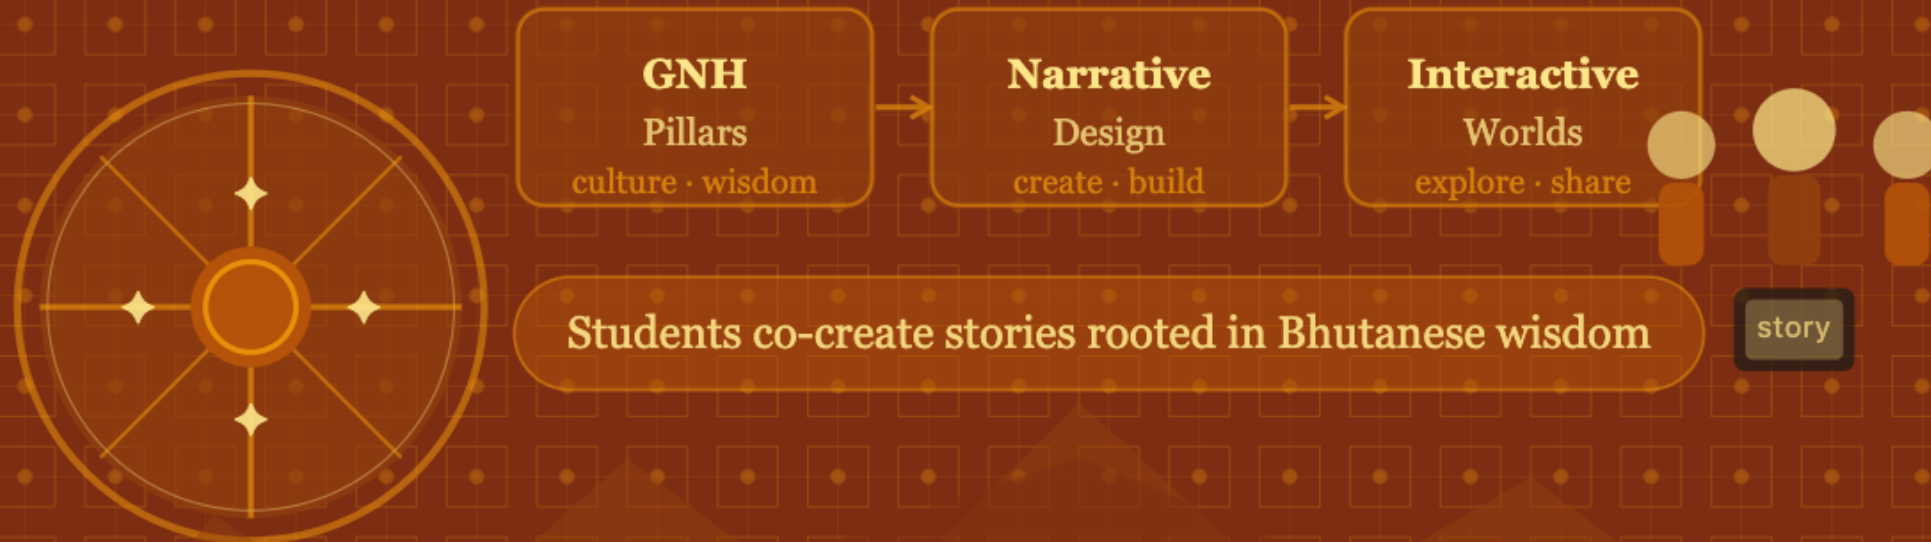 GNH
Pillars
culture · wisdom
Narrative
Design
create · build
Interactive
Worlds
explore · share
Students co-create stories rooted in Bhutanese wisdom
story